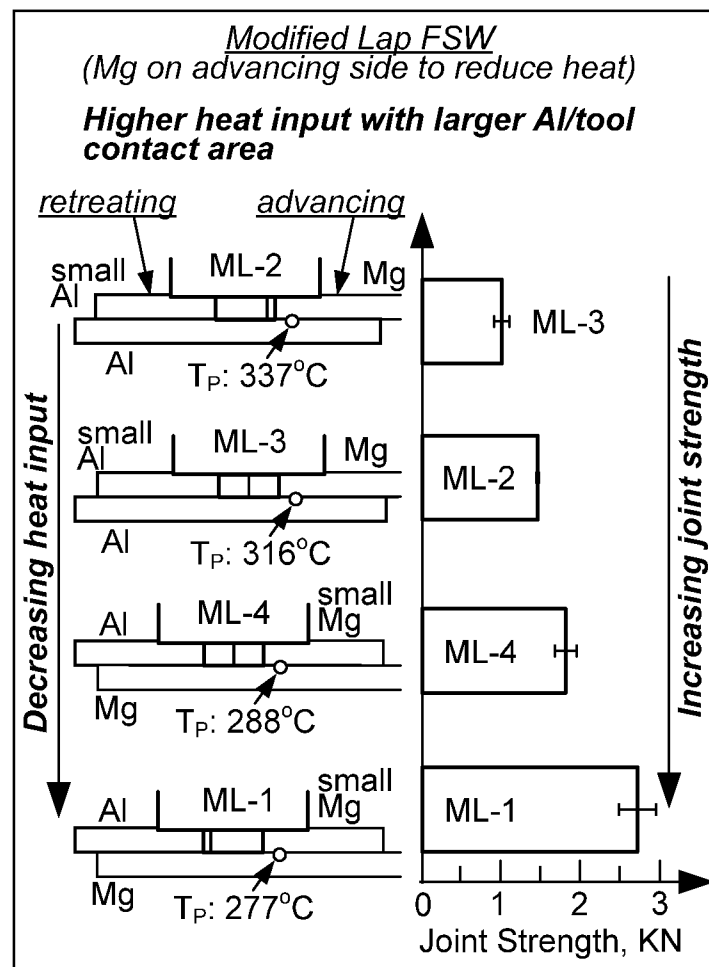 Modified Lap FSW
(Mg on advancing side to reduce heat)
Higher heat input with larger Al/tool
contact area
retreating
advancing
small
Al
ML-2
Mg
Al
TP: 337°C
ML-3
small
Al
ML-3
Mg
Al
TP: 316°C
ML-2
Al
ML-4
small
Mg
Mg
TP: 288°C
ML-4
Al
ML-1
small
Mg
Mg
TP: 277°C
ML-1
Decreasing heat input
Increasing joint strength
0 1 2 3
Joint Strength, KN